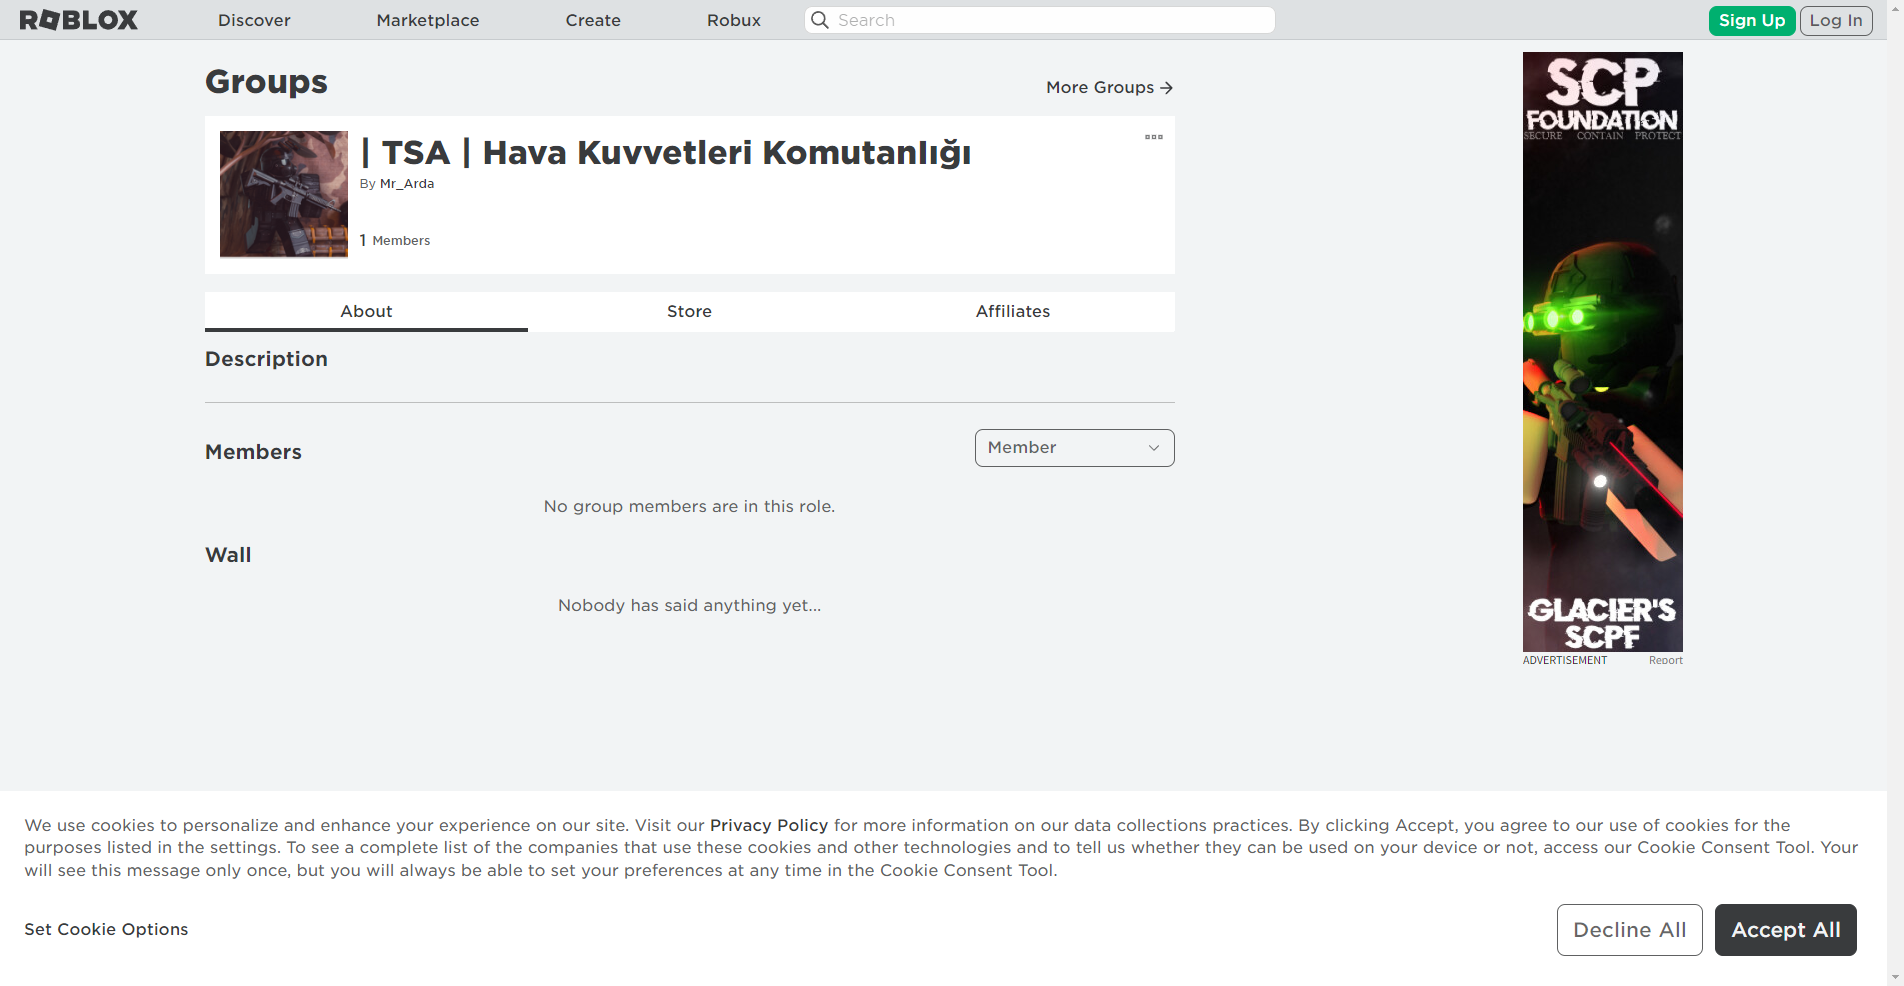 ROBLOX
Discover
Marketplace
Create
Robux
Search
Sign Up
Log In
Groups
More Groups
| TSA | Hava Kuvvetleri Komutanlığı
By Mr_Arda
1 Members
About
Store
Affiliates
Description
Members
Member
No group members are in this role.
Wall
Nobody has said anything yet...
SCP
FOUNDATION
SECURE CONTAIN PROTECT
GLACIER'S
SCPF
ADVERTISEMENT
Report
We use cookies to personalize and enhance your experience on our site. Visit our Privacy Policy for more information on our data collections practices. By clicking Accept, you agree to our use of cookies for the
purposes listed in the settings. To see a complete list of the companies that use these cookies and other technologies and to tell us whether they can be used on your device or not, access our Cookie Consent Tool. Your
will see this message only once, but you will always be able to set your preferences at any time in the Cookie Consent Tool.
Set Cookie Options
Decline All
Accept All